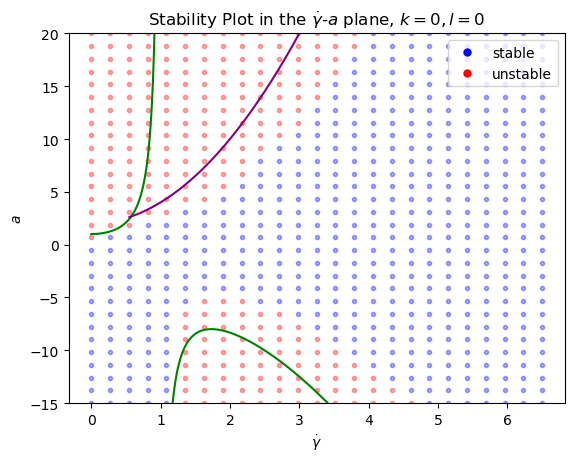 Stability Plot in the γ̇-a plane, k = 0, l = 0
stable
unstable
a
20
15
10
5
0
−5
−10
−15
0 1 2 3 4 5 6
γ̇